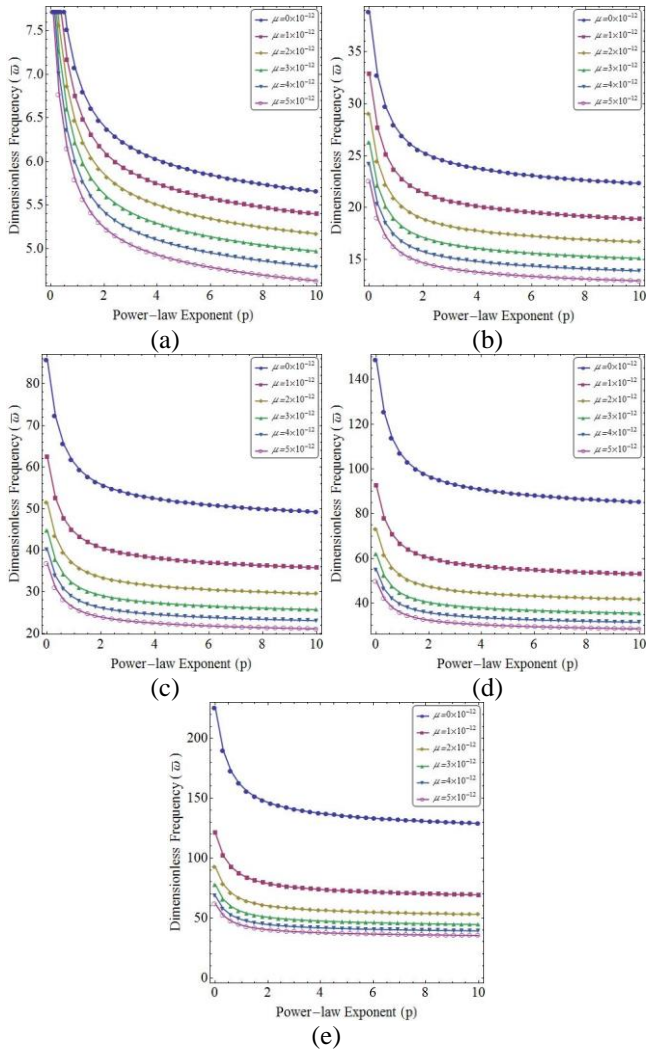 7.5
7.0
6.5
6.0
5.5
5.0
Dimensionless Frequency ( ϖ )
μ=0×10⁻¹²
μ=1×10⁻¹²
μ=2×10⁻¹²
μ=3×10⁻¹²
μ=4×10⁻¹²
μ=5×10⁻¹²
0 2 4 6 8 10
Power−law Exponent (p)
(a)
35
30
25
20
15
Dimensionless Frequency ( ϖ )
μ=0×10⁻¹²
μ=1×10⁻¹²
μ=2×10⁻¹²
μ=3×10⁻¹²
μ=4×10⁻¹²
μ=5×10⁻¹²
0 2 4 6 8 10
Power−law Exponent (p)
(b)
80
70
60
50
40
30
20
Dimensionless Frequency ( ϖ )
μ=0×10⁻¹²
μ=1×10⁻¹²
μ=2×10⁻¹²
μ=3×10⁻¹²
μ=4×10⁻¹²
μ=5×10⁻¹²
0 2 4 6 8 10
Power−law Exponent (p)
(c)
140
120
100
80
60
40
Dimensionless Frequency ( ϖ )
μ=0×10⁻¹²
μ=1×10⁻¹²
μ=2×10⁻¹²
μ=3×10⁻¹²
μ=4×10⁻¹²
μ=5×10⁻¹²
0 2 4 6 8 10
Power−law Exponent (p)
(d)
200
150
100
50
0
Dimensionless Frequency ( ϖ )
μ=0×10⁻¹²
μ=1×10⁻¹²
μ=2×10⁻¹²
μ=3×10⁻¹²
μ=4×10⁻¹²
μ=5×10⁻¹²
0 2 4 6 8 10
Power−law Exponent (p)
(e)